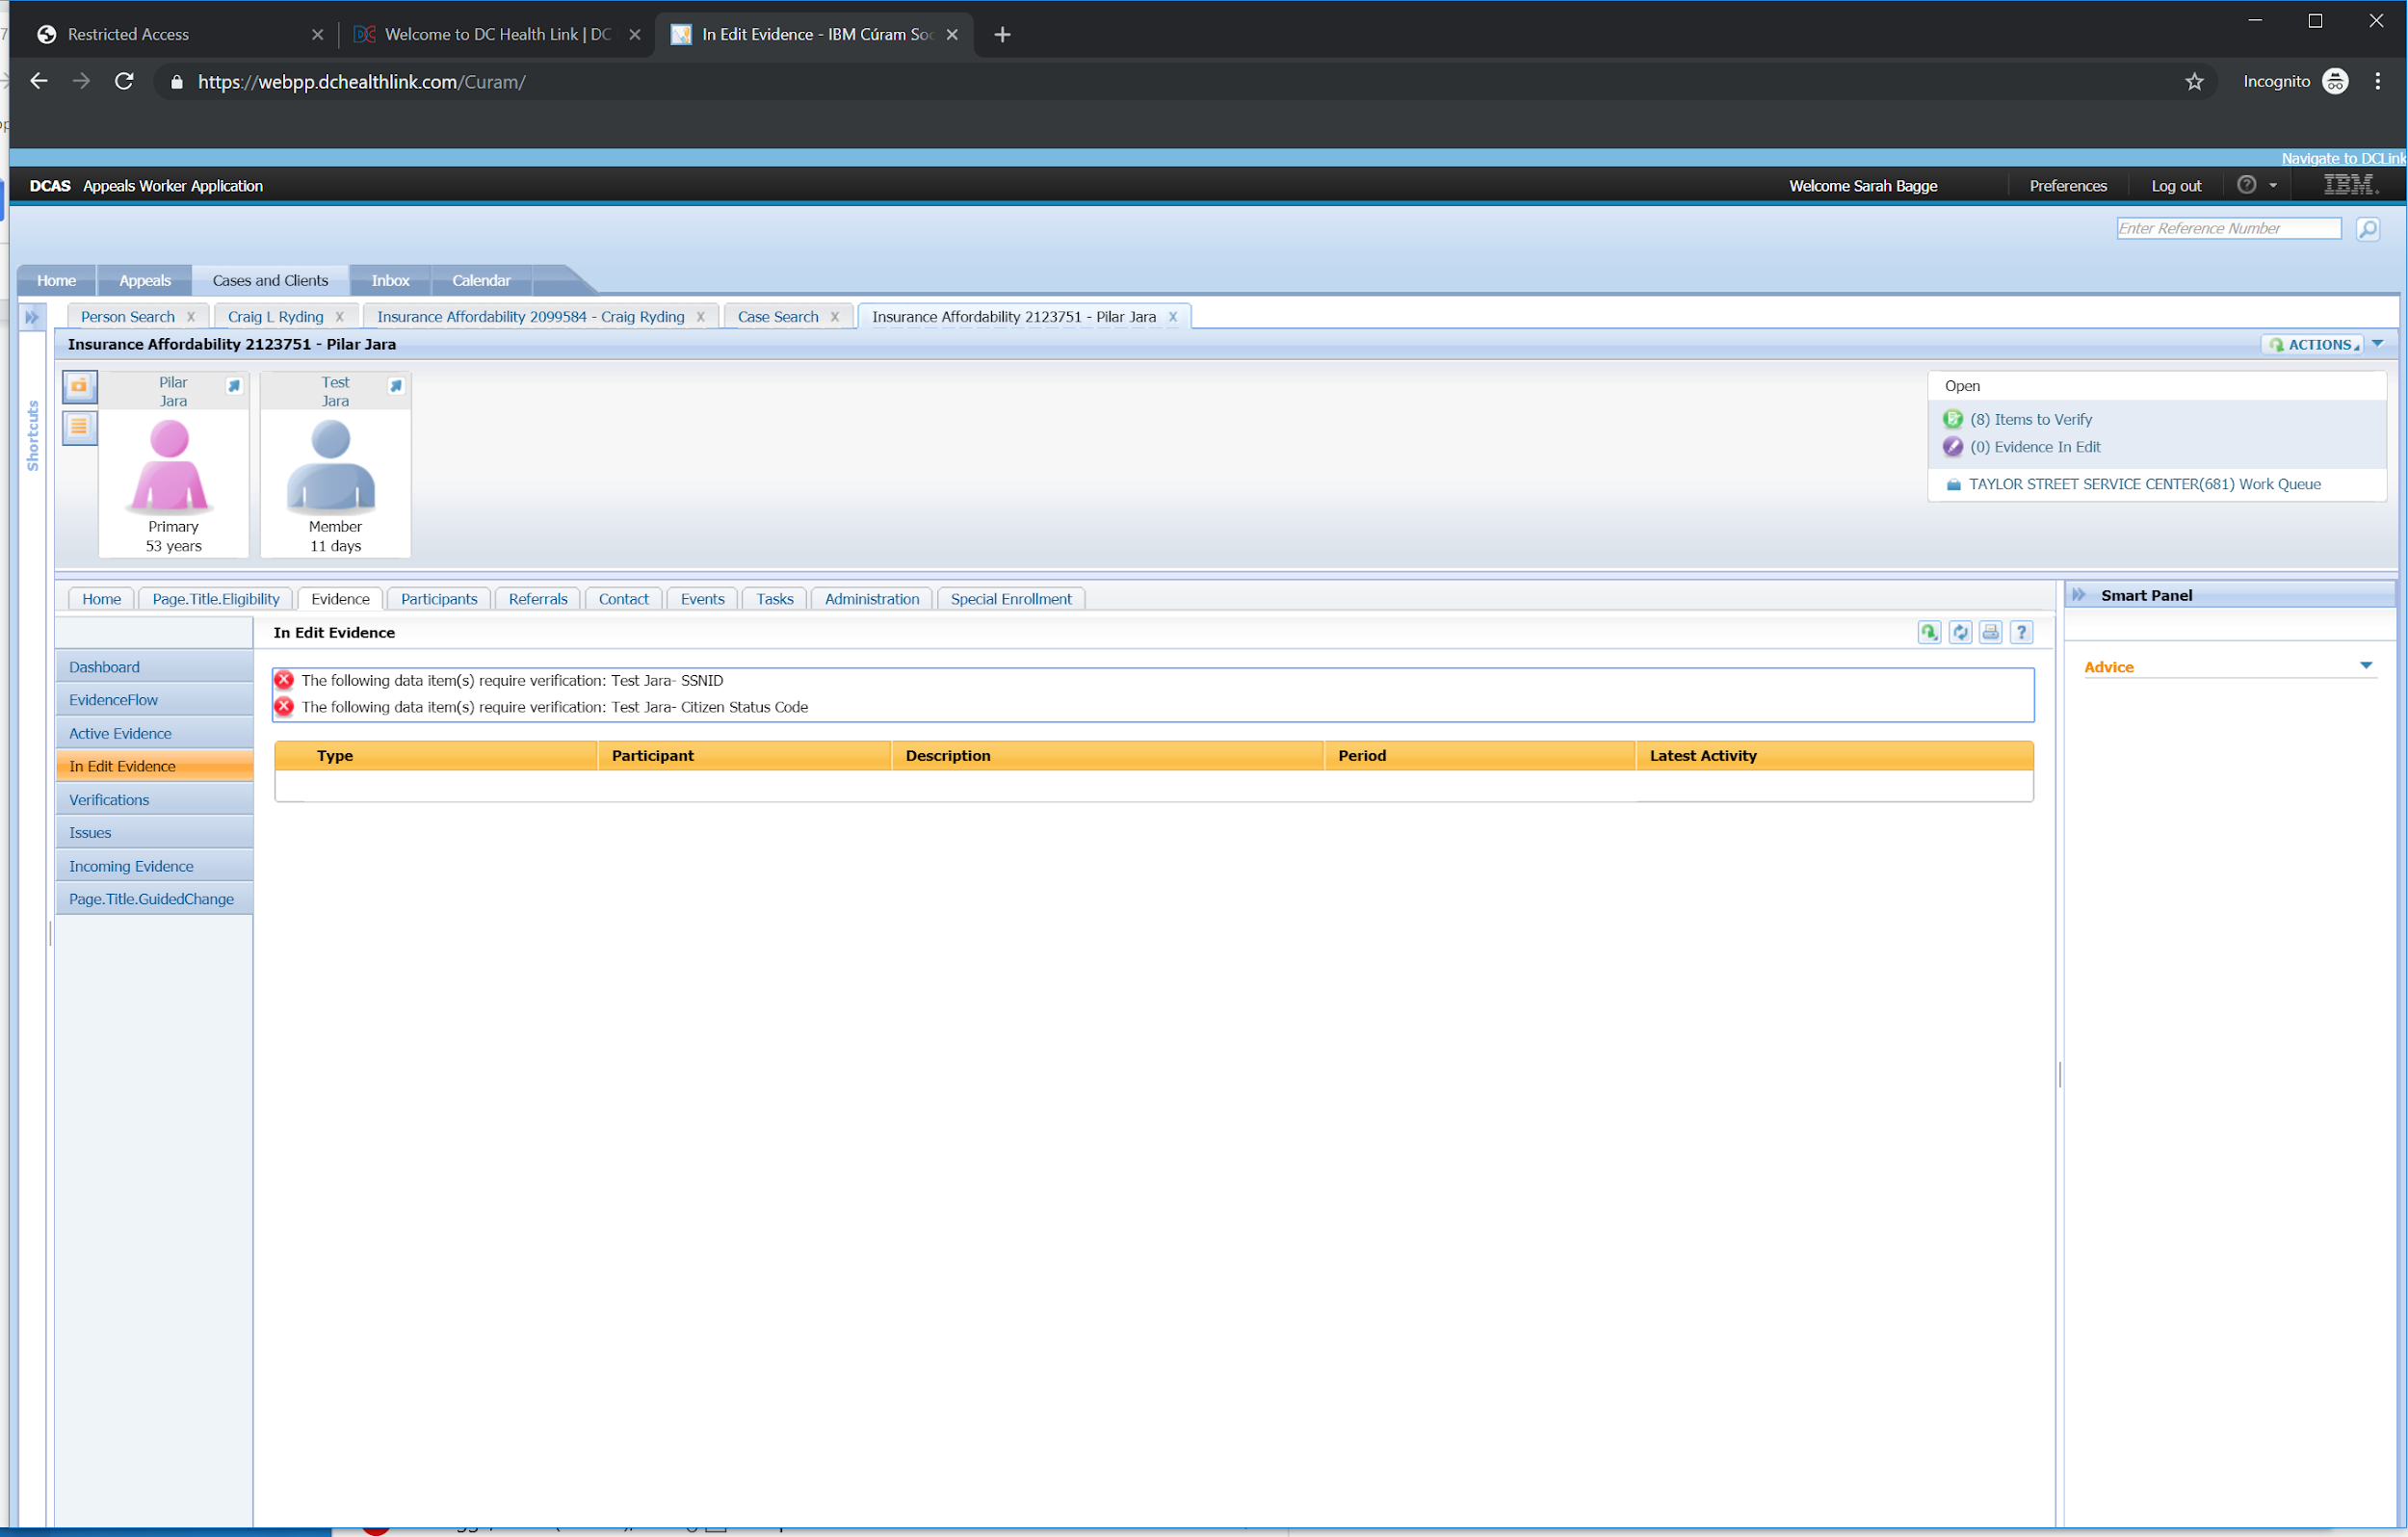 Restricted Access
Welcome to DC Health Link | DC
In Edit Evidence - IBM Cúram Soc
https://webpp.dchealthlink.com/Curam/
Incognito
Navigate to DCLink
DCAS Appeals Worker Application
Welcome Sarah Bagge
Preferences
Log out
IBM.
Enter Reference Number
Home
Appeals
Cases and Clients
Inbox
Calendar
Person Search X
Craig L Ryding X
Insurance Affordability 2099584 - Craig Ryding X
Case Search X
Insurance Affordability 2123751 - Pilar Jara X
Insurance Affordability 2123751 - Pilar Jara
ACTIONS
Shortcuts
Pilar
Jara
Primary
53 years
Test
Jara
Member
11 days
Open
(8) Items to Verify
(0) Evidence In Edit
TAYLOR STREET SERVICE CENTER(681) Work Queue
Home
Page.Title.Eligibility
Evidence
Participants
Referrals
Contact
Events
Tasks
Administration
Special Enrollment
Smart Panel
Advice
Dashboard
EvidenceFlow
Active Evidence
In Edit Evidence
Verifications
Issues
Incoming Evidence
Page.Title.GuidedChange
In Edit Evidence
?
The following data item(s) require verification: Test Jara- SSNID
The following data item(s) require verification: Test Jara- Citizen Status Code
Type Participant Description Period Latest Activity